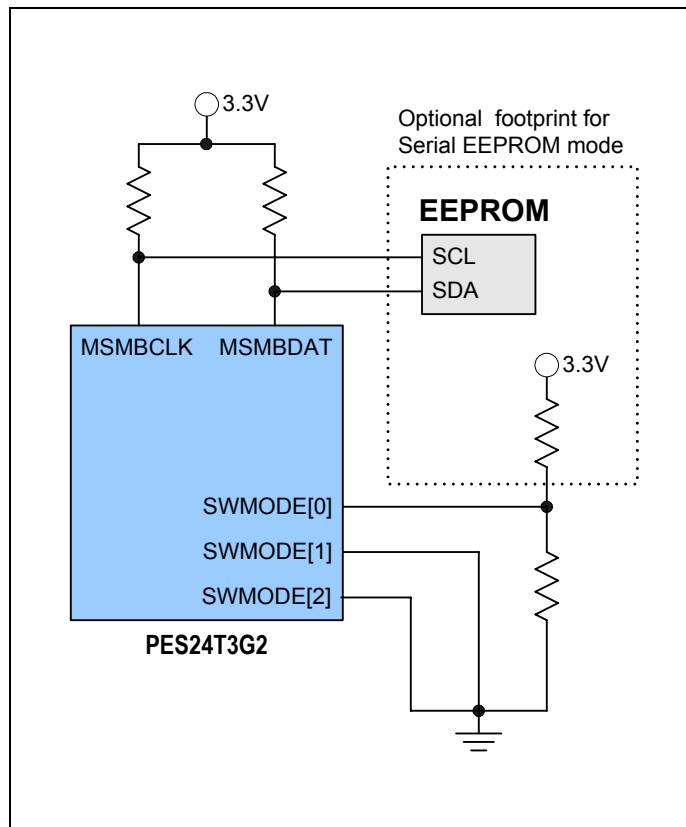 3.3V
Optional footprint for
Serial EEPROM mode
EEPROM
SCL
SDA
MSMBCLK MSMBDAT
3.3V
SWMODE[0]
SWMODE[1]
SWMODE[2]
PES24T3G2